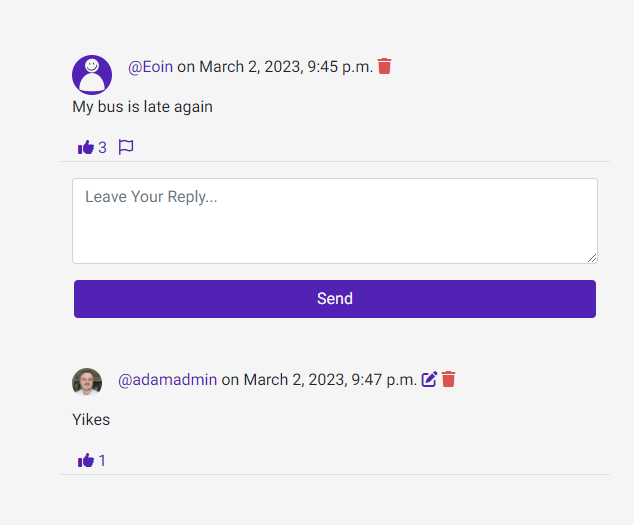 @Eoin on March 2, 2023, 9:45 p.m.
My bus is late again
3
Leave Your Reply...
Send
@adamadmin on March 2, 2023, 9:47 p.m.
Yikes
1